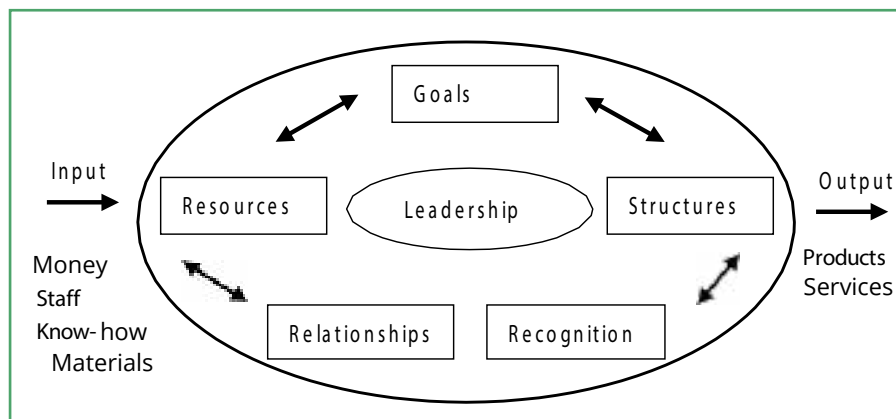 Goals
Input
Output
Resources
Leadership
Structures
Money
Staff
Know-how
Materials
Products
Services
Relationships
Recognition